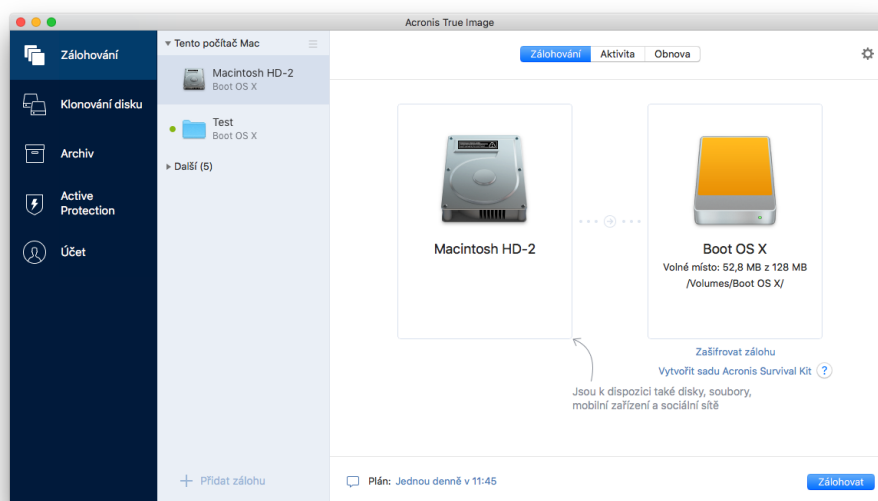 Acronis True Image
Zálohování
Klonování disku
Archiv
Active
Protection
Účet
Tento počítač Mac
Macintosh HD-2
Boot OS X
Test
Boot OS X
Další (5)
Přidat zálohu
Zálohování Aktivita Obnova
Macintosh HD-2
Boot OS X
Volné místo: 52,8 MB z 128 MB
/Volumes/Boot OS X/
Zašifrovat zálohu
Vytvořit sadu Acronis Survival Kit ?
Jsou k dispozici také disky, soubory,
mobilní zařízení a sociální sítě
Plán: Jednou denně v 11:45
Zálohovat